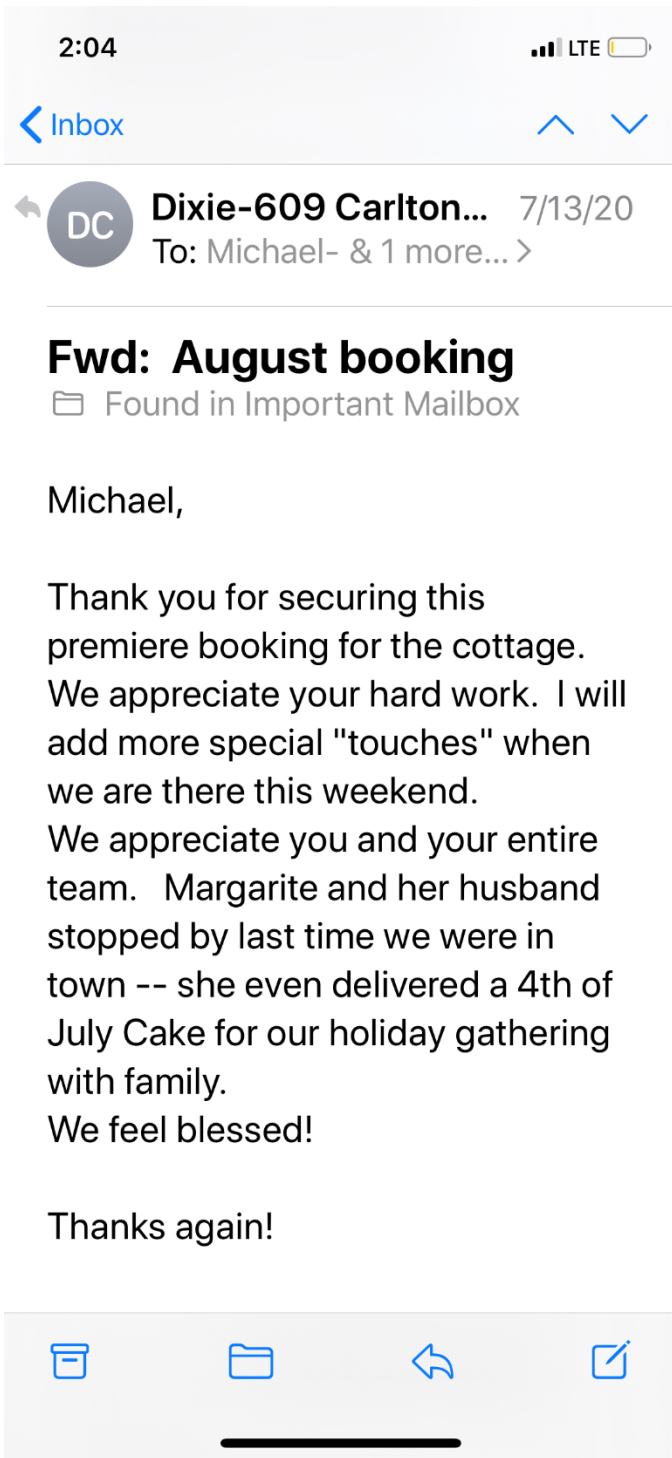 2:04 LTE
Inbox
DC Dixie-609 Carlton... 7/13/20
To: Michael- & 1 more...
Fwd: August booking
Found in Important Mailbox
Michael,
Thank you for securing this
premiere booking for the cottage.
We appreciate your hard work. I will
add more special "touches" when
we are there this weekend.
We appreciate you and your entire
team. Margarite and her husband
stopped by last time we were in
town -- she even delivered a 4th of
July Cake for our holiday gathering
with family.
We feel blessed!
Thanks again!